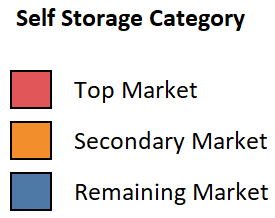 Self Storage Category
Top Market
Secondary Market
Remaining Market